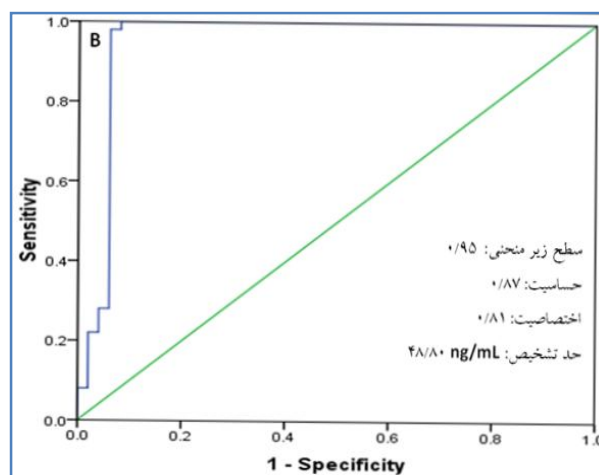 B
1.0
0.8
0.6
0.4
0.2
0.0
Sensitivity
سطح زیر منحنی: ۰/۹۵
حساسیت: ۰/۸۷
اختصاصیت: ۰/۸۱
حد تشخیص: ۴۸/۸۰ ng/mL
0.0 0.2 0.4 0.6 0.8 1.0
1 - Specificity